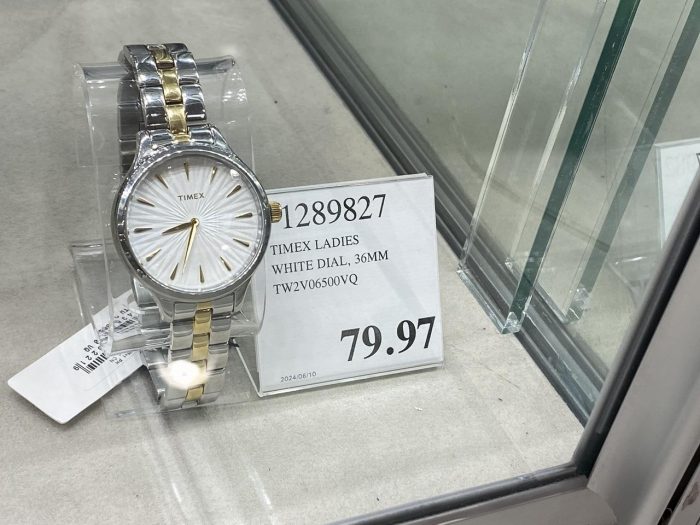 TIMEX
1289827
TIMEX LADIES
WHITE DIAL, 36MM
TW2V06500VQ
79.97
2024/06/10